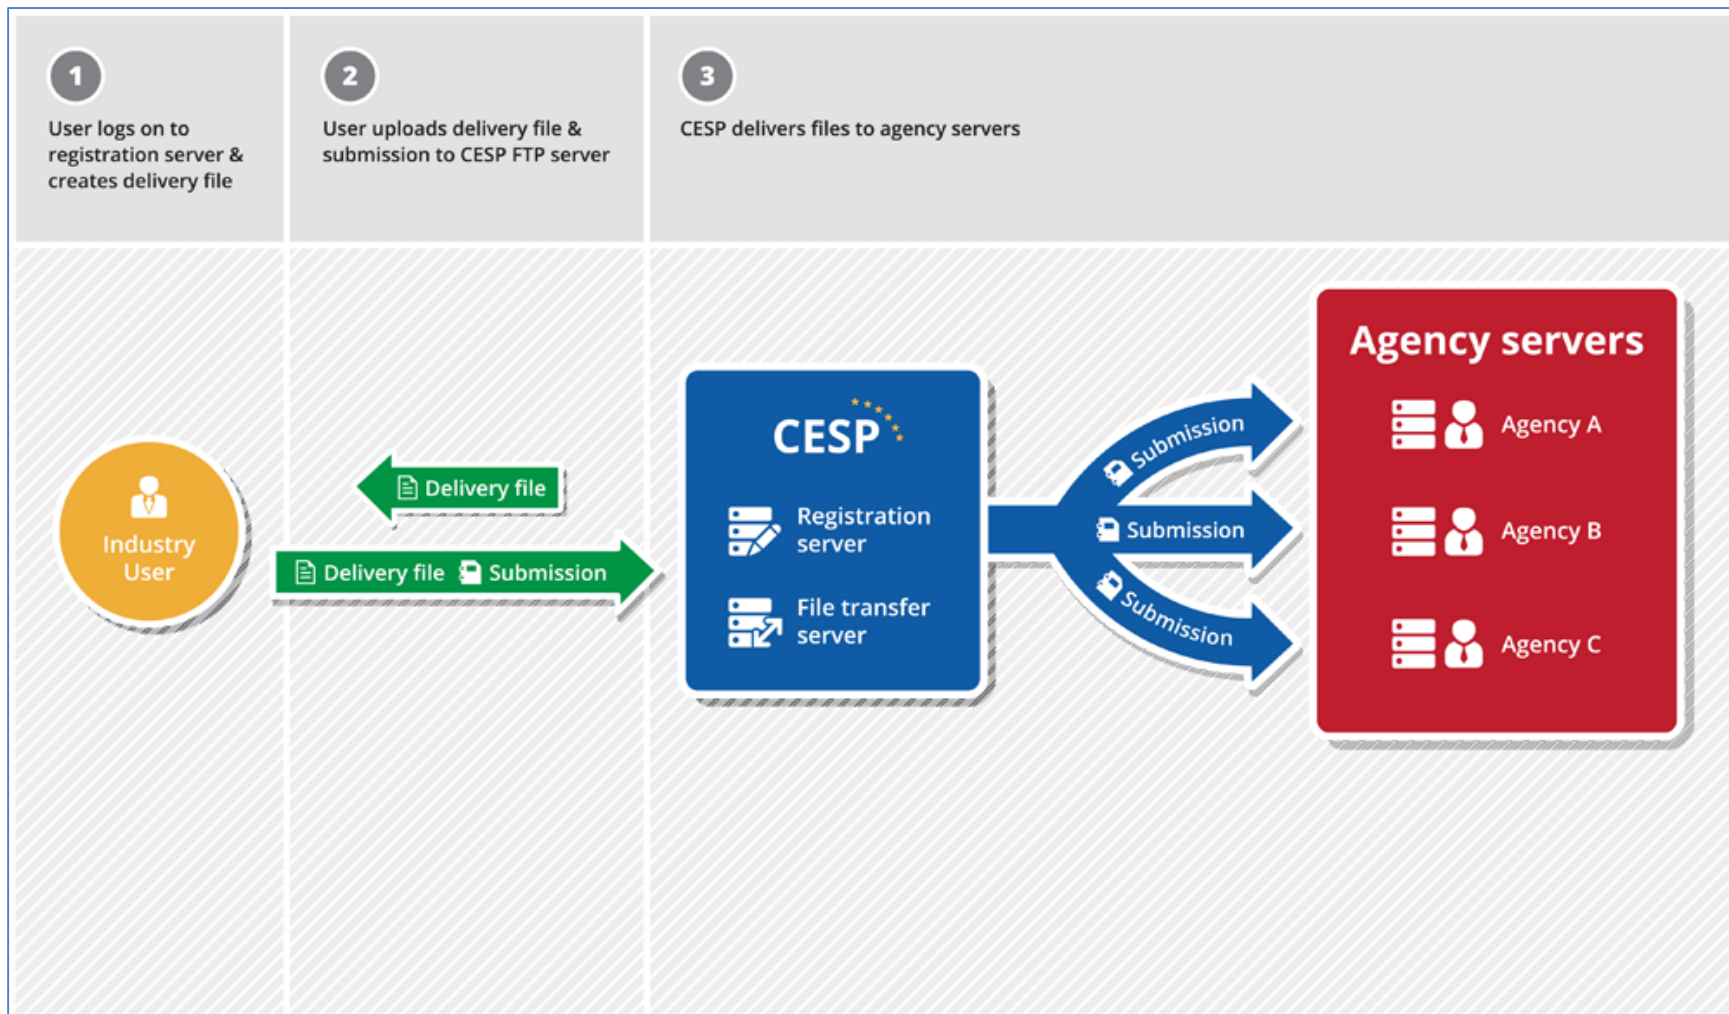 1
User logs on to
registration server &
creates delivery file
2
User uploads delivery file &
submission to CESP FTP server
3
CESP delivers files to agency servers
Industry
User
Delivery file
Delivery file Submission
CESP
Registration
server
File transfer
server
Submission
Submission
Submission
Agency servers
Agency A
Agency B
Agency C